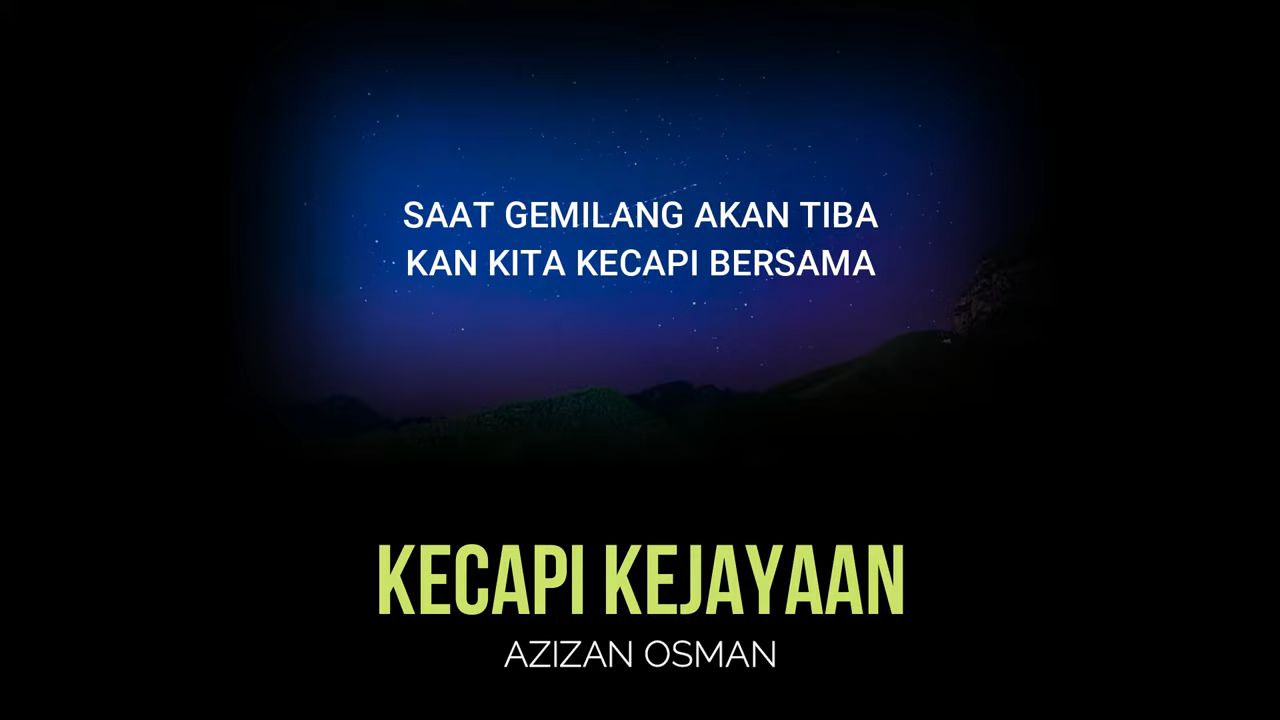 SAAT GEMILANG AKAN TIBA
KAN KITA KECAPI BERSAMA
KECAPI KEJAYAAN
AZIZAN OSMAN